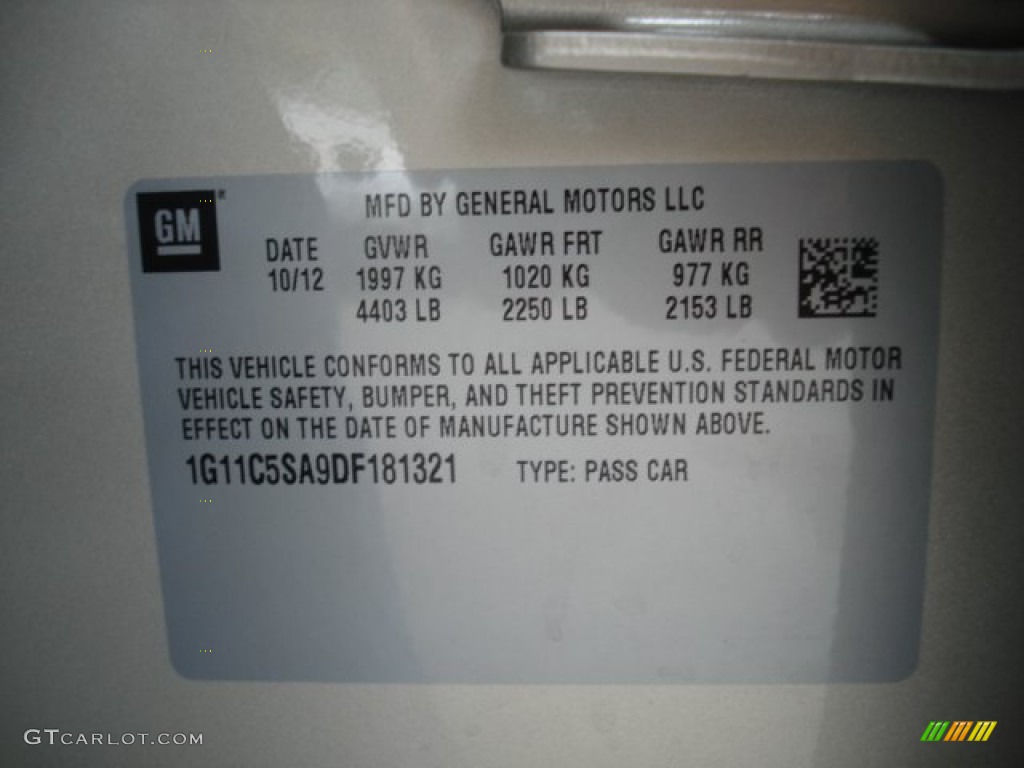 GM
MFD BY GENERAL MOTORS LLC
DATE GVWR GAWR FRT GAWR RR
10/12 1997 KG 1020 KG 977 KG
4403 LB 2250 LB 2153 LB
THIS VEHICLE CONFORMS TO ALL APPLICABLE U.S. FEDERAL MOTOR
VEHICLE SAFETY, BUMPER, AND THEFT PREVENTION STANDARDS IN
EFFECT ON THE DATE OF MANUFACTURE SHOWN ABOVE.
1G11C5SA9DF181321 TYPE: PASS CAR
GTCARLOT.COM